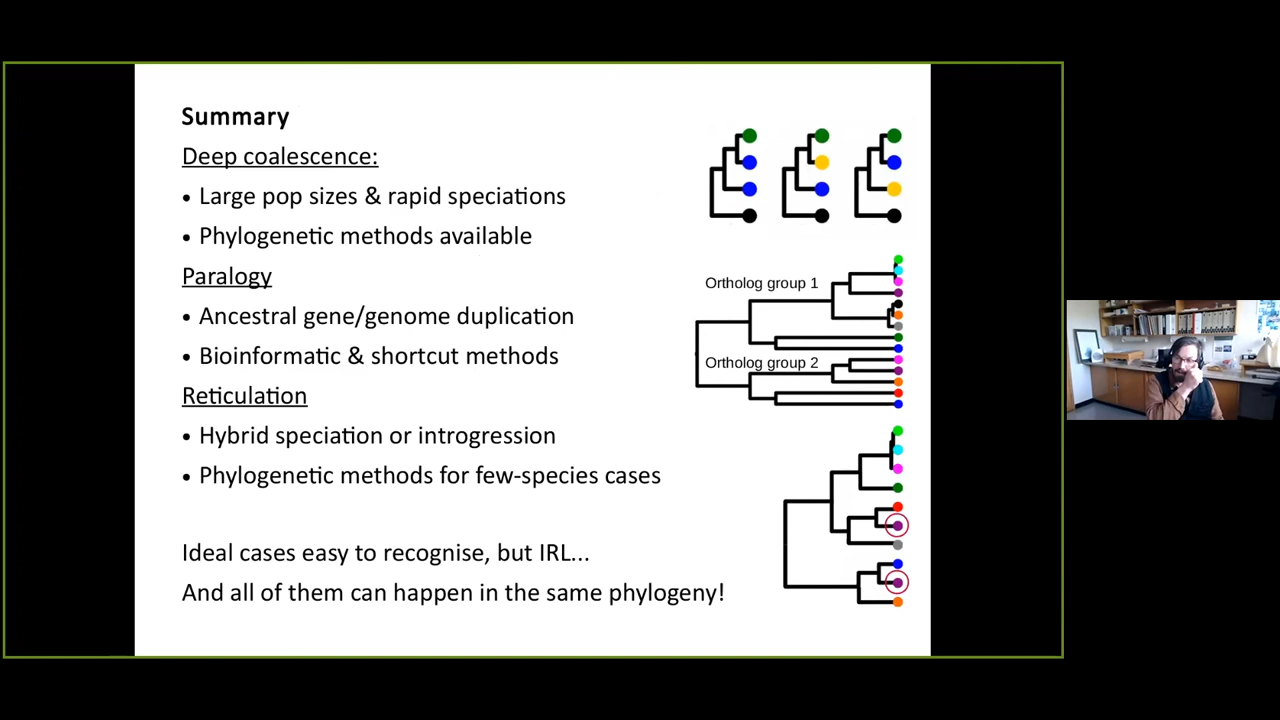 Summary
Deep coalescence:
• Large pop sizes & rapid speciations
• Phylogenetic methods available
Paralogy
• Ancestral gene/genome duplication
• Bioinformatic & shortcut methods
Reticulation
• Hybrid speciation or introgression
• Phylogenetic methods for few-species cases
Ideal cases easy to recognise, but IRL...
And all of them can happen in the same phylogeny!
Ortholog group 1
Ortholog group 2